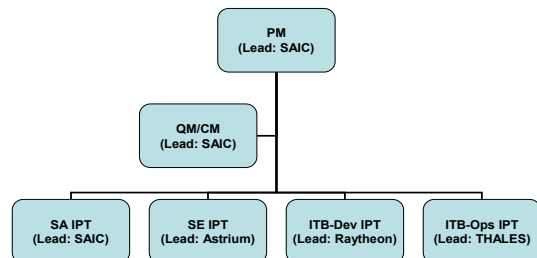 PM
(Lead: SAIC)
QM/CM
(Lead: SAIC)
SA IPT
(Lead: SAIC)
SE IPT
(Lead: Astrium)
ITB-Dev IPT
(Lead: Raytheon)
ITB-Ops IPT
(Lead: THALES)